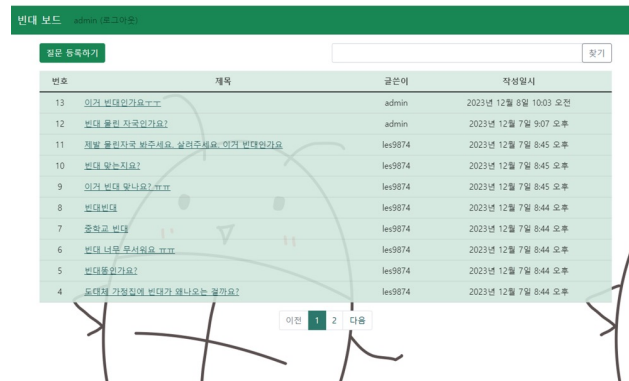 빈대 보드 admin (로그아웃)
질문 등록하기 찾기
번호 제목 글쓴이 작성일시
13 이거 빈대인가요ㅜㅜ admin 2023년 12월 8일 10:03 오전
12 빈대 물린 자국인가요? admin 2023년 12월 7일 9:07 오후
11 제발 물린자국 봐주세요. 살려주세요. 이거 빈대인가요 les9874 2023년 12월 7일 8:45 오후
10 빈대 맞는지요? les9874 2023년 12월 7일 8:45 오후
9 이거 빈대 맞나요? ㅠㅠ les9874 2023년 12월 7일 8:45 오후
8 빈대빈대 les9874 2023년 12월 7일 8:44 오후
7 중학교 빈대 les9874 2023년 12월 7일 8:44 오후
6 빈대 너무 무서워요 ㅠㅠ les9874 2023년 12월 7일 8:44 오후
5 빈대똥인가요? les9874 2023년 12월 7일 8:44 오후
4 도대체 가정집에 빈대가 왜나오는 걸까요? les9874 2023년 12월 7일 8:44 오후
이전 1 2 다음